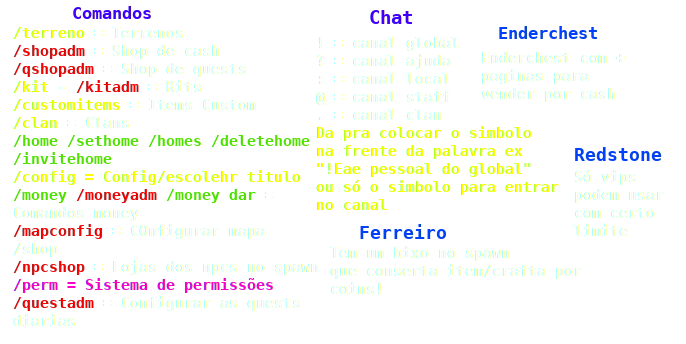 Comandos
/terreno : Terrenos
/shopadm : Shop de cash
/qshopadm : Shop de quests
/kit - /kitadm : Kits
/customitems : Itens Custom
/clan : Clans
/home /sethome /homes /deletehome
/invitehome
/config = Config/escolehr titulo
/money /moneyadm /money dar :
Comandos money
/mapconfig : COnfigurar mapa
/shop
/npcshop : Lojas dos npcs no spawn
/perm = Sistema de permissões
/questadm : Configurar as quests
diarias
Chat
! : canal global
? : canal ajuda
: : canal local
@ : canal staff
. : canal clan
Da pra colocar o simbolo
na frente da palavra ex
"!Eae pessoal do global"
ou só o simbolo para entrar
no canal
Enderchest
Enderchest com
paginas para
vender por cash
Redstone
Só vips
podem usar
com certo
limite
Ferreiro
Tem um bixo no spawn
que conserta item/crafta por
coins!